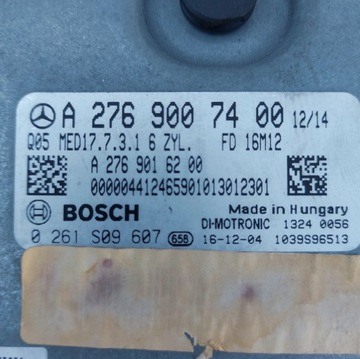 A 276 900 74 00 12/14
Q05 MED17.7.3.1 6 ZYL. FD 16M12
A 276 901 62 00
000004412465901013012301
BOSCH Made in Hungary
DI-MOTRONIC 1324 0056
0 261 S09 607 658 16-12-04 1039S96513